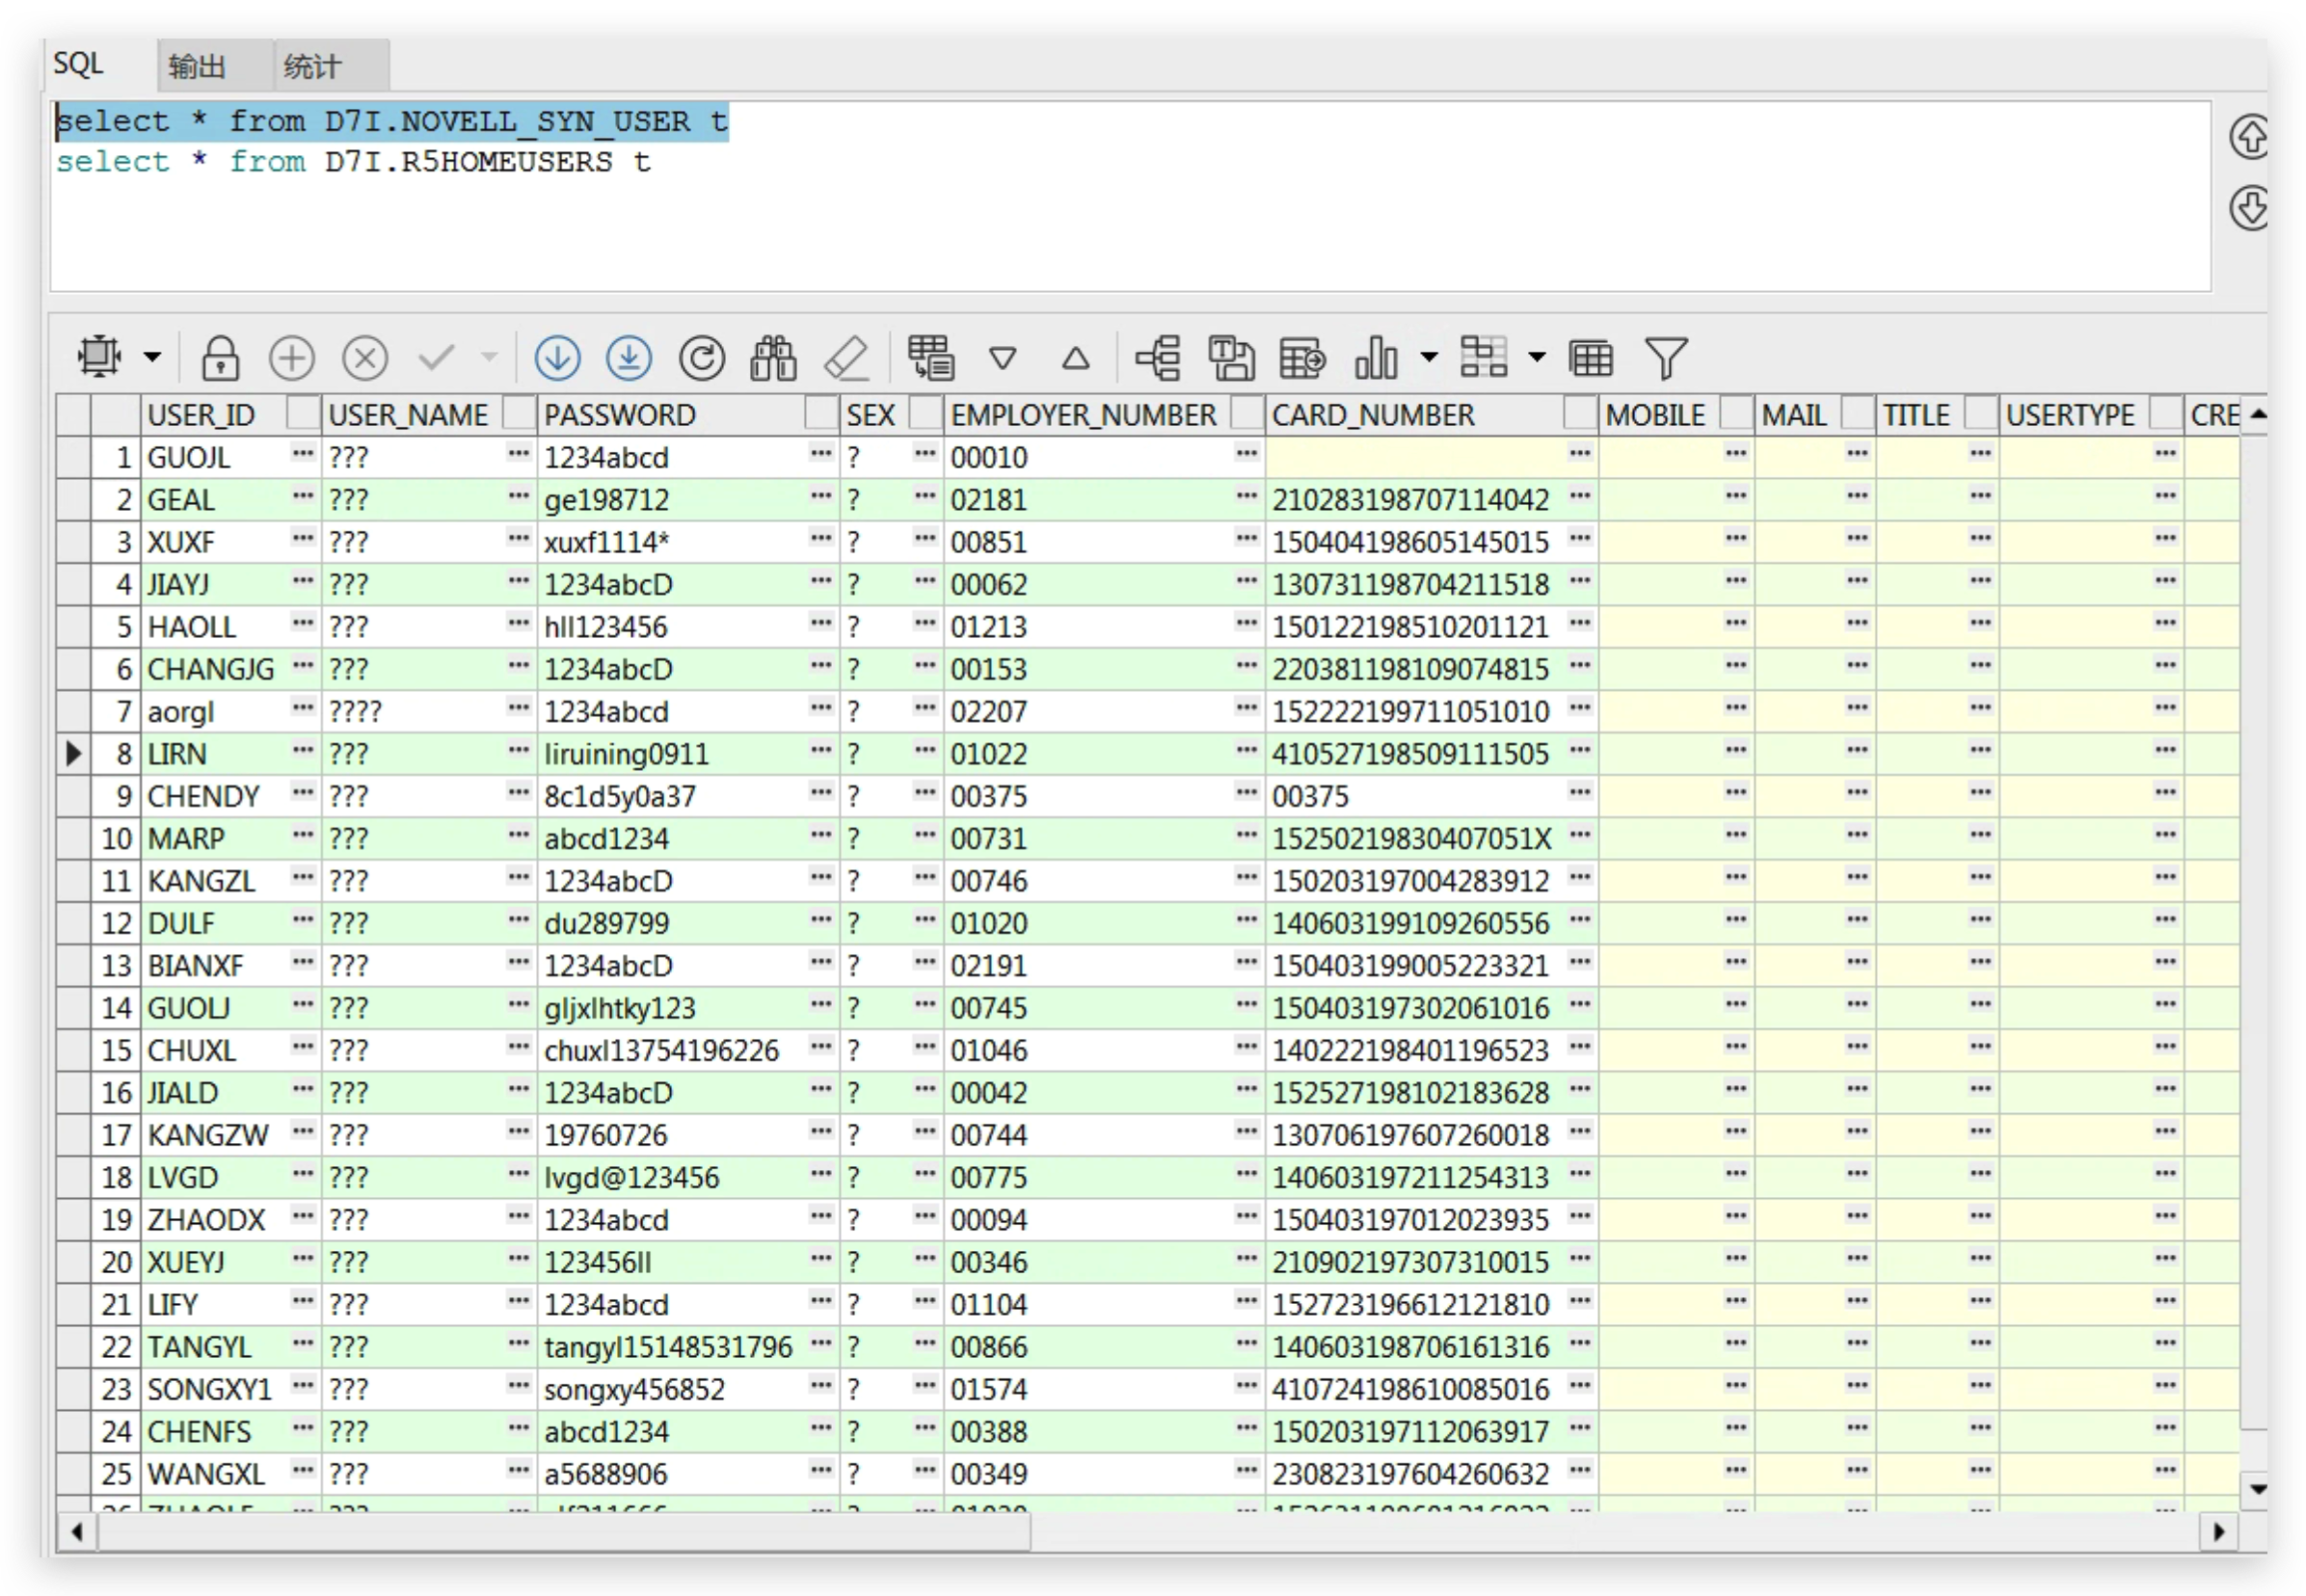 SQL 输出 统计
select * from D7I.NOVELL_SYN_USER t
select * from D7I.R5HOMEUSERS t
USER_ID USER_NAME PASSWORD SEX EMPLOYER_NUMBER CARD_NUMBER MOBILE MAIL TITLE USERTYPE CRE
1 GUOJL ??? 1234abcd ? 00010
2 GEAL ??? ge198712 ? 02181 210283198707114042
3 XUXF ??? xuxf1114* ? 00851 150404198605145015
4 JIAYJ ??? 1234abcD ? 00062 130731198704211518
5 HAOLL ??? hll123456 ? 01213 150122198510201121
6 CHANGJG ??? 1234abcD ? 00153 220381198109074815
7 aorgl ???? 1234abcd ? 02207 152222199711051010
8 LIRN ??? liruining0911 ? 01022 410527198509111505
9 CHENDY ??? 8c1d5y0a37 ? 00375 00375
10 MARP ??? abcd1234 ? 00731 15250219830407051X
11 KANGZL ??? 1234abcD ? 00746 150203197004283912
12 DULF ??? du289799 ? 01020 140603199109260556
13 BIANXF ??? 1234abcD ? 02191 150403199005223321
14 GUOLJ ??? gljxlhtky123 ? 00745 150403197302061016
15 CHUXL ??? chuxl13754196226 ? 01046 140222198401196523
16 JIALD ??? 1234abcD ? 00042 152527198102183628
17 KANGZW ??? 19760726 ? 00744 130706197607260018
18 LVGD ??? lvgd@123456 ? 00775 140603197211254313
19 ZHAODX ??? 1234abcd ? 00094 150403197012023935
20 XUEYJ ??? 123456ll ? 00346 210902197307310015
21 LIFY ??? 1234abcd ? 01104 152723196612121810
22 TANGYL ??? tangyl15148531796 ? 00866 140603198706161316
23 SONGXY1 ??? songxy456852 ? 01574 410724198610085016
24 CHENFS ??? abcd1234 ? 00388 150203197112063917
25 WANGXL ??? a5688906 ? 00349 230823197604260632